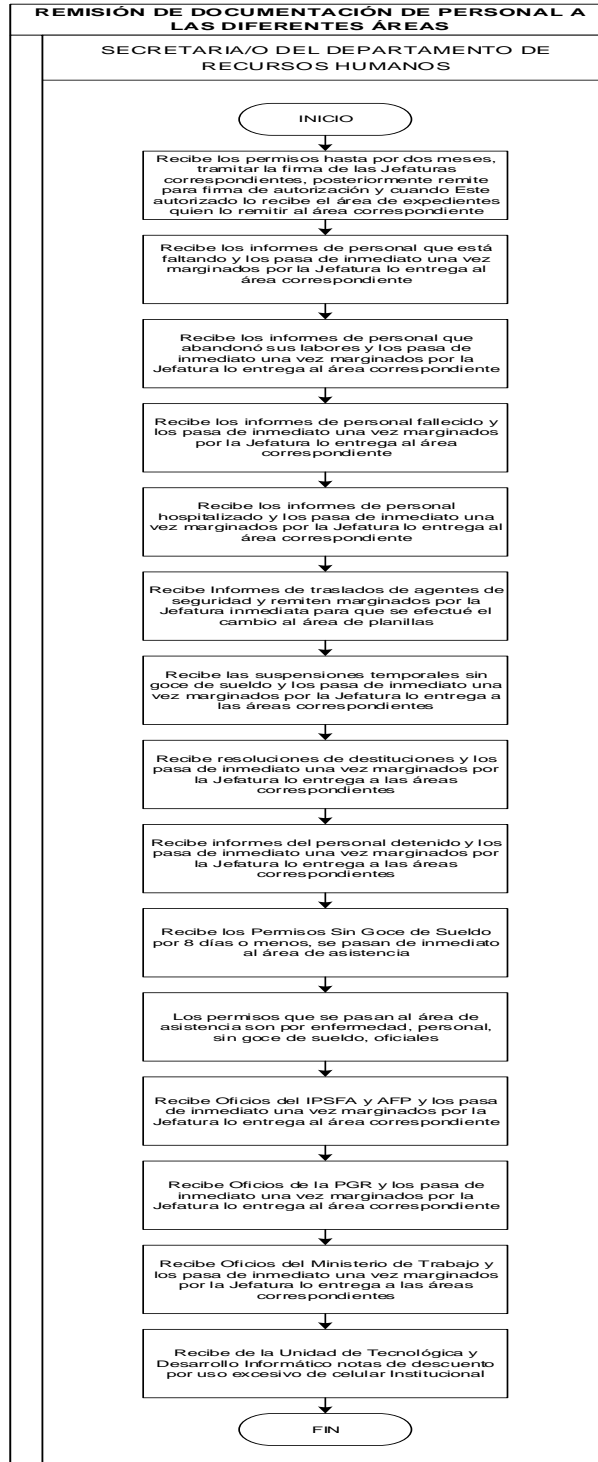 REMISIÓN DE DOCUMENTACIÓN DE PERSONAL A
LAS DIFERENTES ÁREAS
SECRETARIA/O DEL DEPARTAMENTO DE
RECURSOS HUMANOS
INICIO
Recibe los permisos hasta por dos meses,
tramitar la firma de las Jefaturas
correspondientes, posteriormente remite
para firma de autorización y cuando Este
autorizado lo recibe el área de expedientes
quien lo remitir al área correspondiente
Recibe los informes de personal que está
faltando y los pasa de inmediato una vez
marginados por la Jefatura lo entrega al
área correspondiente
Recibe los informes de personal que
abandonó sus labores y los pasa de
inmediato una vez marginados por la
Jefatura lo entrega al área correspondiente
Recibe los informes de personal fallecido y
los pasa de inmediato una vez marginados
por la Jefatura lo entrega al área
correspondiente
Recibe los informes de personal
hospitalizado y los pasa de inmediato una
vez marginados por la Jefatura lo entrega al
área correspondiente
Recibe Informes de traslados de agentes de
seguridad y remiten marginados por la
Jefatura inmediata para que se efectué el
cambio al área de planillas
Recibe las suspensiones temporales sin
goce de sueldo y los pasa de inmediato una
vez marginados por la Jefatura lo entrega a
las áreas correspondientes
Recibe resoluciones de destituciones y los
pasa de inmediato una vez marginados por
la Jefatura lo entrega a las áreas
correspondientes
Recibe informes del personal detenido y los
pasa de inmediato una vez marginados por
la Jefatura lo entrega a las áreas
correspondientes
Recibe los Permisos Sin Goce de Sueldo
por 8 días o menos, se pasan de inmediato
al área de asistencia
Los permisos que se pasan al área de
asistencia son por enfermedad, personal,
sin goce de sueldo, oficiales
Recibe Oficios del IPSFA y AFP y los pasa
de inmediato una vez marginados por la
Jefatura lo entrega al área correspondiente
Recibe Oficios de la PGR y los pasa de
inmediato una vez marginados por la
Jefatura lo entrega al área correspondiente
Recibe Oficios del Ministerio de Trabajo y
los pasa de inmediato una vez marginados
por la Jefatura lo entrega a las áreas
correspondientes
Recibe de la Unidad de Tecnológica y
Desarrollo Informático notas de descuento
por uso excesivo de celular Institucional
FIN